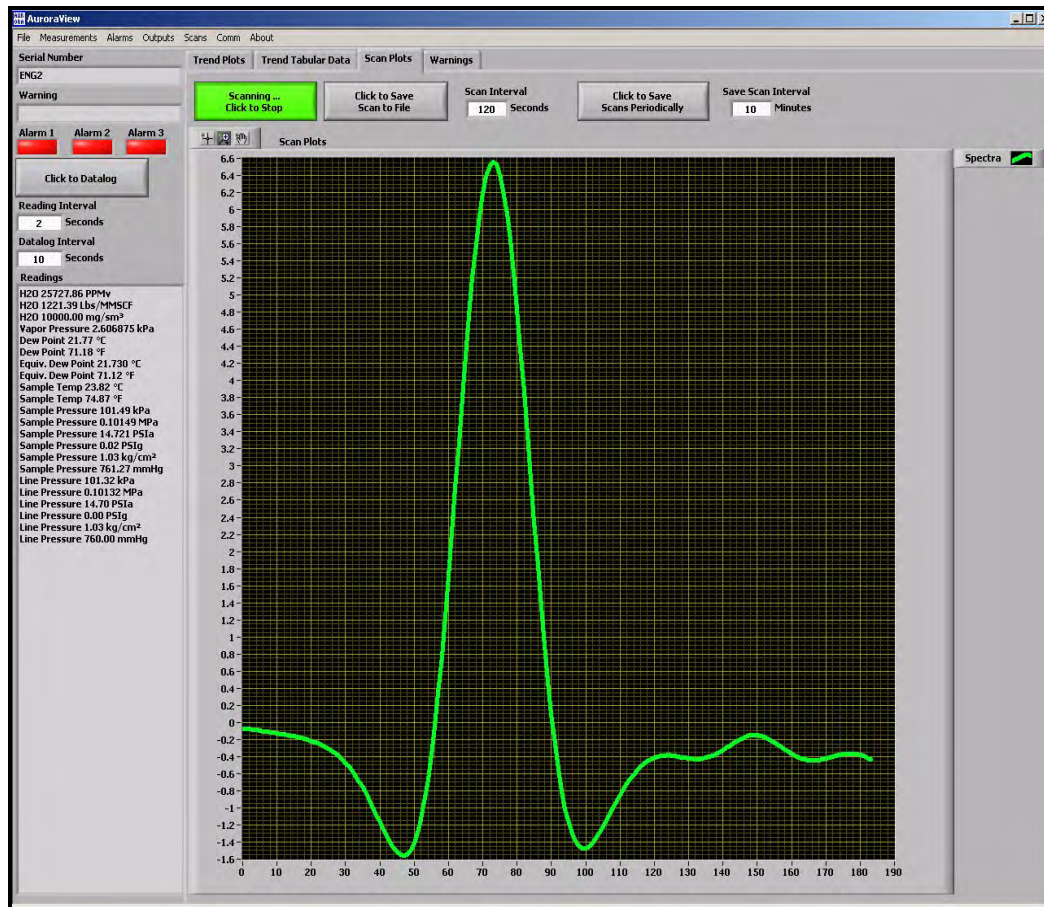 AuroraView
File Measurements Alarms Outputs Scans Comm About
Serial Number
ENG2
Warning
Alarm 1 Alarm 2 Alarm 3
Click to Datalog
Reading Interval
2 Seconds
Datalog Interval
10 Seconds
Readings
H2O 25727.86 PPMv
H2O 1221.39 Lbs/MMSCF
H2O 10000.00 mg/sm³
Vapor Pressure 2.606875 kPa
Dew Point 21.77 °C
Dew Point 71.18 °F
Equiv. Dew Point 21.730 °C
Equiv. Dew Point 71.12 °F
Sample Temp 23.82 °C
Sample Temp 74.87 °F
Sample Pressure 101.49 kPa
Sample Pressure 0.10149 MPa
Sample Pressure 14.721 PSIa
Sample Pressure 0.02 PSIg
Sample Pressure 1.03 kg/cm²
Sample Pressure 761.27 mmHg
Line Pressure 101.32 kPa
Line Pressure 0.10132 MPa
Line Pressure 14.70 PSIa
Line Pressure 0.00 PSIg
Line Pressure 1.03 kg/cm²
Line Pressure 760.00 mmHg
Trend Plots Trend Tabular Data Scan Plots Warnings
Scanning ...
Click to Stop
Click to Save
Scan to File
Scan Interval
120 Seconds
Click to Save
Scans Periodically
Save Scan Interval
10 Minutes
Scan Plots
Spectra
6.6
6.4
6.2
6
5.8
5.6
5.4
5.2
5
4.8
4.6
4.4
4.2
4
3.8
3.6
3.4
3.2
3
2.8
2.6
2.4
2.2
2
1.8
1.6
1.4
1.2
1
0.8
0.6
0.4
0.2
0
-0.2
-0.4
-0.6
-0.8
-1
-1.2
-1.4
-1.6
0 10 20 30 40 50 60 70 80 90 100 110 120 130 140 150 160 170 180 190